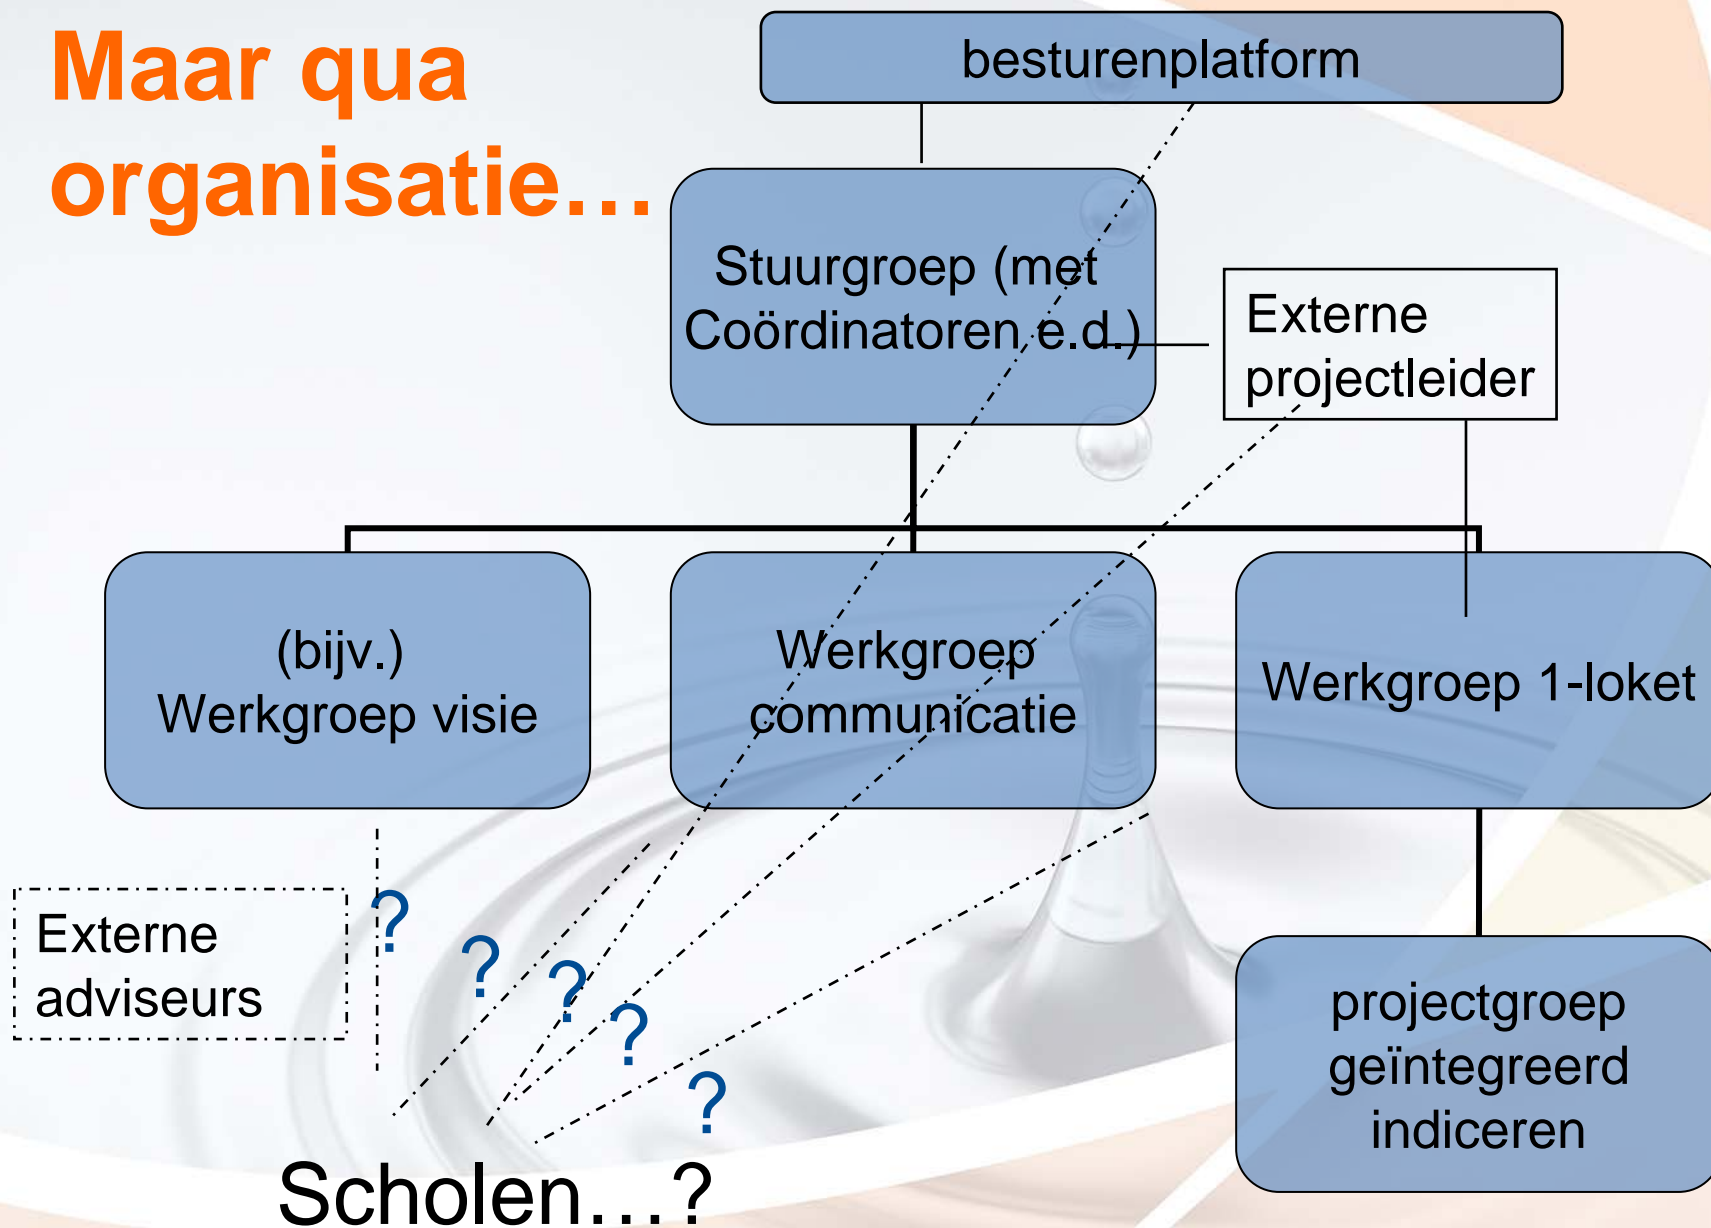 Maar qua
organisatie…
besturenplatform
Stuurgroep (met
Coördinatoren e.d.)
Externe
projectleider
(bijv.)
Werkgroep visie
Werkgroep
communicatie
Werkgroep 1-loket
Externe
adviseurs
?
?
?
?
?
projectgroep
geïntegreerd
indiceren
Scholen…?